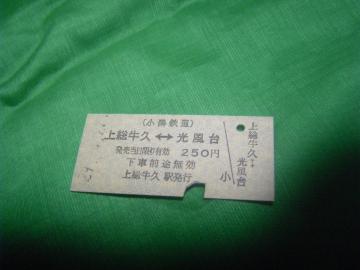 (小湊鉄道)
上総牛久↔光風台
発売当日限り有効 250円
下車前途無効
上総牛久駅発行
小
上総牛久↔光風台